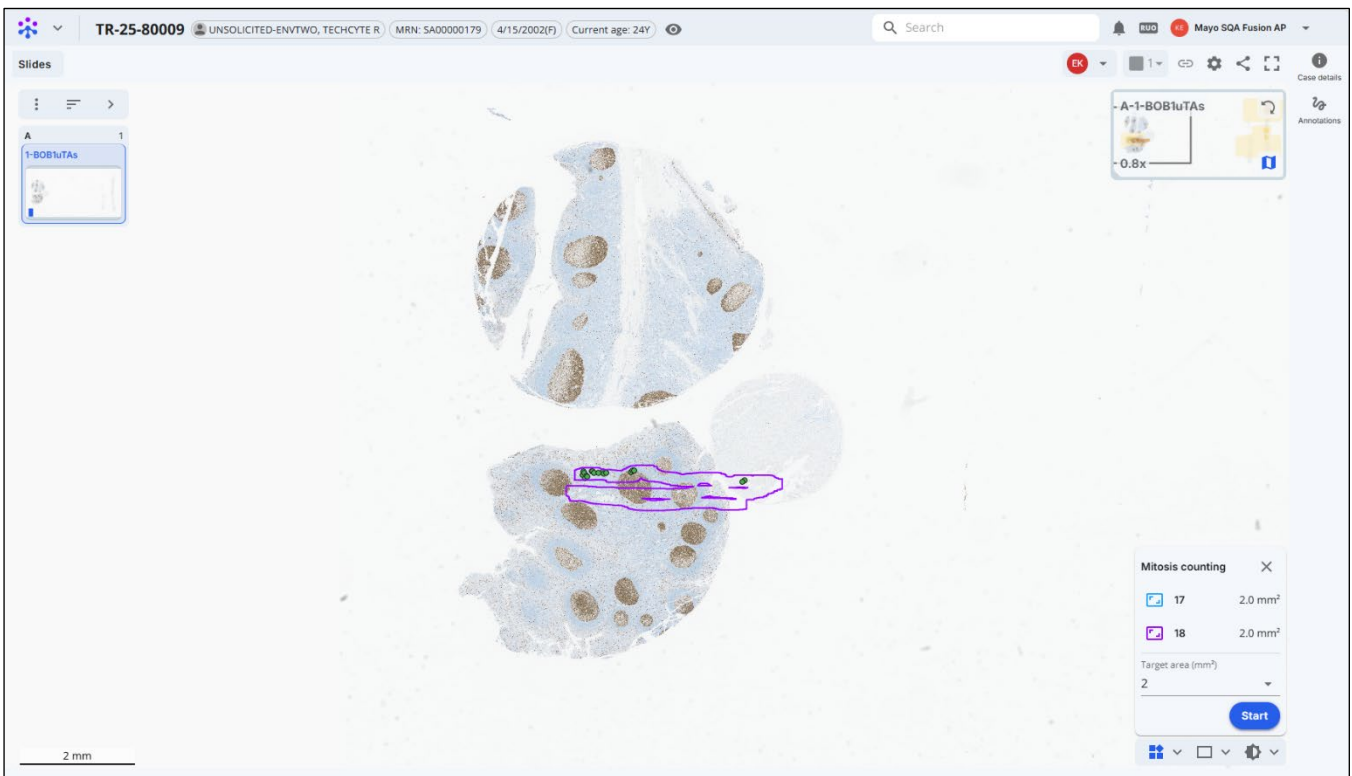 TR-25-80009 UNSOLICITED-ENVTWO, TECHCYTE R MRN: SA00000179 4/15/2002(F) Current age: 24Y Search RUO KE Mayo SQA Fusion AP
Slides EK 1 Case details
Annotations
A 1
1-BOB1uTAs
A-1-BOB1uTAs
0.8x
Mitosis counting
17 2.0 mm²
18 2.0 mm²
Target area (mm²)
2
Start
2 mm